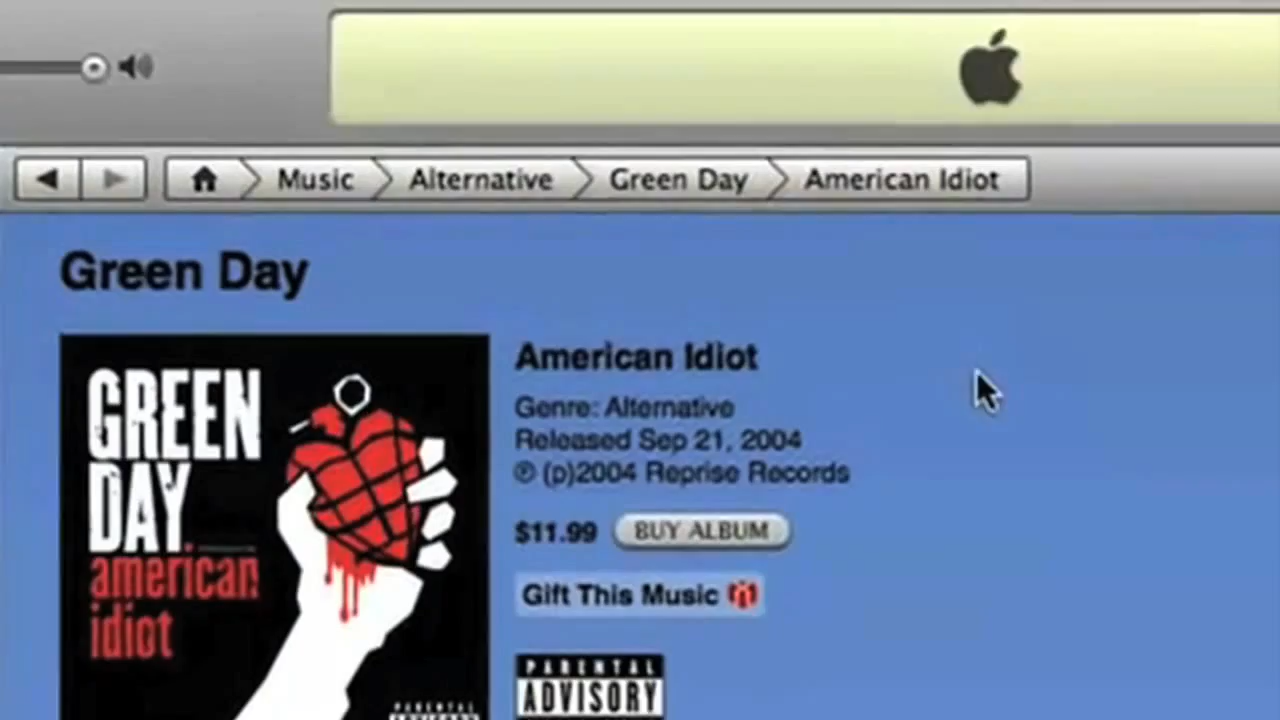 Music
Alternative
Green Day
American Idiot
Green Day
GREEN
DAY
american
idiot
PARENTAL
American Idiot
Genre: Alternative
Released Sep 21, 2004
℗ (p)2004 Reprise Records
$11.99 BUY ALBUM
Gift This Music
PARENTAL
ADVISORY